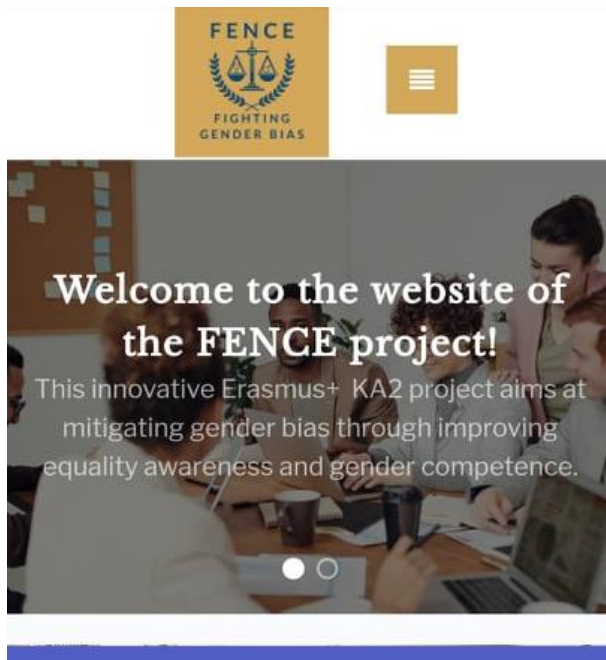 FENCE
FIGHTING
GENDER BIAS
Welcome to the website of
the FENCE project!
This innovative Erasmus+ KA2 project aims at
mitigating gender bias through improving
equality awareness and gender competence.